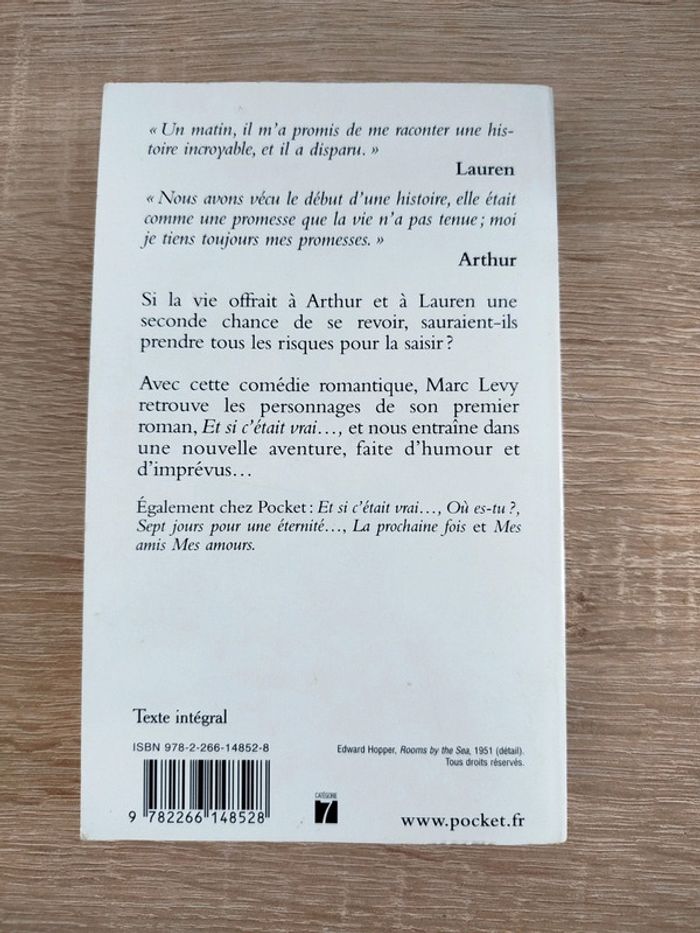 « Un matin, il m'a promis de me raconter une his-
toire incroyable, et il a disparu. »
Lauren
« Nous avons vécu le début d'une histoire, elle était
comme une promesse que la vie n'a pas tenue ; moi
je tiens toujours mes promesses. »
Arthur
Si la vie offrait à Arthur et à Lauren une
seconde chance de se revoir, sauraient-ils
prendre tous les risques pour la saisir ?
Avec cette comédie romantique, Marc Levy
retrouve les personnages de son premier
roman, Et si c'était vrai…, et nous entraîne dans
une nouvelle aventure, faite d'humour et
d'imprévus…
Également chez Pocket : Et si c'était vrai…, Où es-tu ?,
Sept jours pour une éternité…, La prochaine fois et Mes
amis Mes amours.
Texte intégral
ISBN 978-2-266-14852-8
Edward Hopper, Rooms by the Sea, 1951 (détail).
Tous droits réservés.
9 782266 148528
CATÉGORIE
7
www.pocket.fr